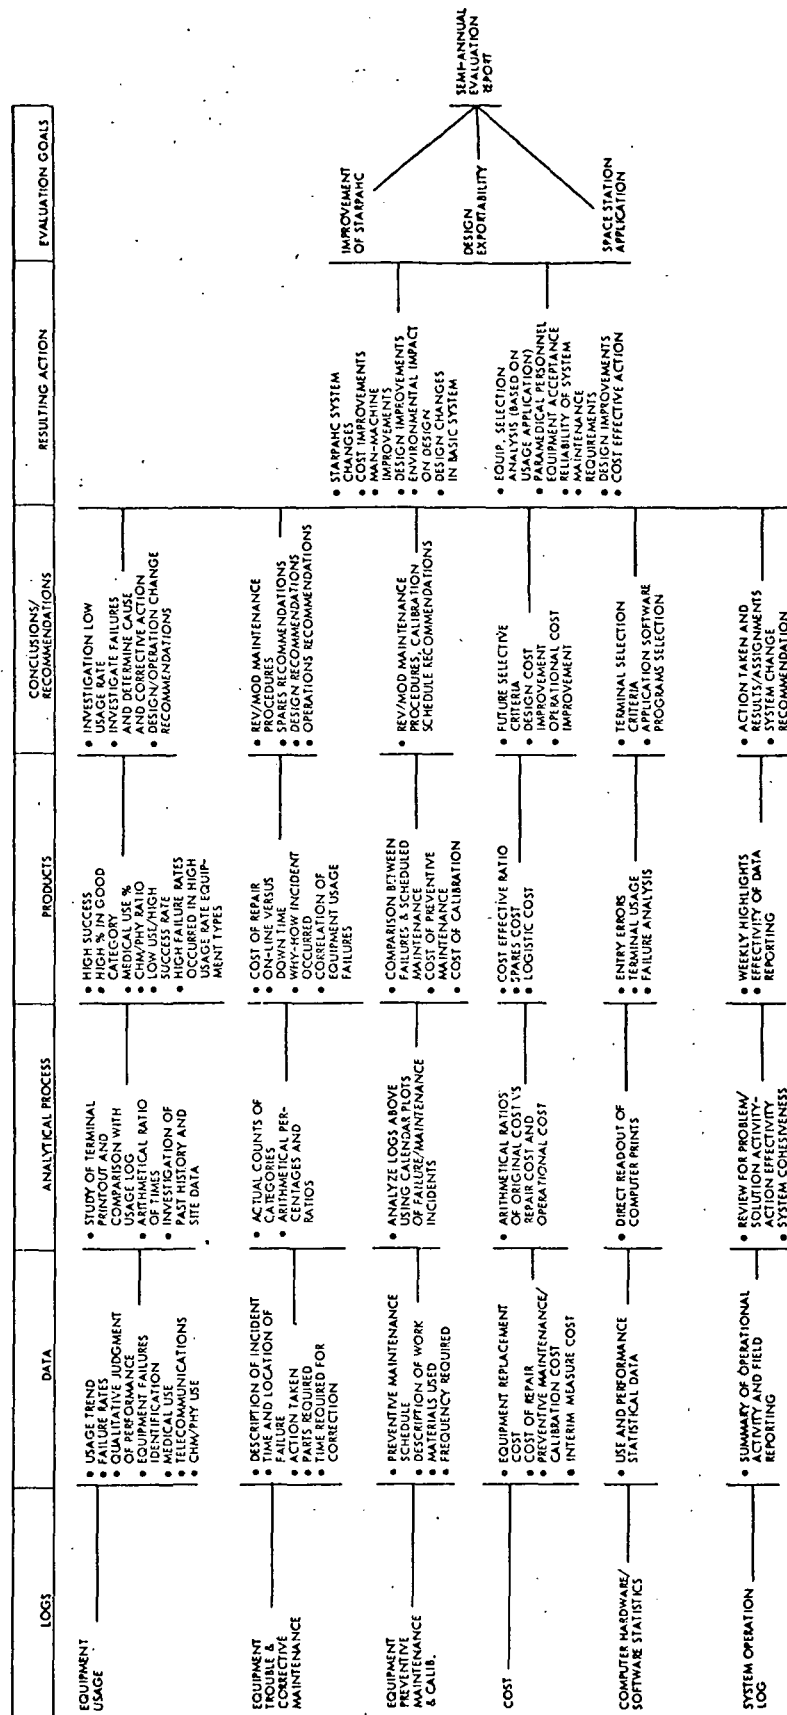 LOGS
DATA
ANALYTICAL PROCESS
PRODUCTS
CONCLUSIONS/
RECOMMENDATIONS
RESULTING ACTION
EVALUATION GOALS
EQUIPMENT
USAGE
• USAGE TREND
• FAILURE RATES
• QUALITATIVE JUDGMENT
OF PERFORMANCE
• EQUIPMENT FAILURES
IDENTIFICATION
• MEDICAL USE
• TELECOMMUNICATIONS
• CHM/PHY USE
• STUDY OF TERMINAL
PRINTOUT AND
COMPARISON WITH
USAGE LOG
• ARITHMETICAL RATIO
OF TIMES
• INVESTIGATION OF
PAST HISTORY AND
SITE DATA
• HIGH SUCCESS
• HIGH % IN GOOD
CATEGORY
• MEDICAL USE %
• CHM/PHY RATIO
• LOW USE/HIGH
SUCCESS RATE
• HIGH FAILURE RATES
OCCURRED IN HIGH
USAGE RATE EQUIP-
MENT TYPES
• INVESTIGATION LOW
USAGE RATE
• INVESTIGATE FAILURES
AND DETERMINE CAUSE
AND CORRECTIVE ACTION
• DESIGN/OPERATION CHANGE
RECOMMENDATIONS
EQUIPMENT
TROUBLE &
CORRECTIVE
MAINTENANCE
• DESCRIPTION OF INCIDENT
• TIME AND LOCATION OF
FAILURE
• ACTION TAKEN
• PARTS REQUIRED
• TIME REQUIRED FOR
CORRECTION
• ACTUAL COUNTS OF
CATEGORIES
• ARITHMETICAL PER-
CENTAGES AND
RATIOS
• COST OF REPAIR
• ON-LINE VERSUS
DOWN TIME
• WHY-HOW INCIDENT
OCCURRED
• CORRELATION OF
EQUIPMENT USAGE
FAILURES
• REV/MOD MAINTENANCE
PROCEDURES
• SPARES RECOMMENDATIONS
• DESIGN RECOMMENDATIONS
• OPERATIONS RECOMMENDATIONS
EQUIPMENT
PREVENTIVE
MAINTENANCE
& CALIB.
• PREVENTIVE MAINTENANCE
SCHEDULE
• DESCRIPTION OF WORK
• MATERIALS USED
• FREQUENCY REQUIRED
• ANALYZE LOGS ABOVE
USING CALENDAR PLOTS
OF FAILURE/MAINTENANCE
INCIDENTS
• COMPARISON BETWEEN
FAILURES & SCHEDULED
MAINTENANCE
• COST OF PREVENTIVE
MAINTENANCE
• COST OF CALIBRATION
• REV/MOD MAINTENANCE
PROCEDURES, CALIBRATION
SCHEDULE RECOMMENDATIONS
COST
• EQUIPMENT REPLACEMENT
COST
• COST OF REPAIR
• PREVENTIVE MAINTENANCE/
CALIBRATION COST
• INTERIM MEASURE COST
• ARITHMETICAL RATIOS
OF ORIGINAL COST VS
REPAIR COST AND
OPERATIONAL COST
• COST EFFECTIVE RATIO
• SPARES COST
• LOGISTIC COST
• FUTURE SELECTIVE
CRITERIA
• DESIGN COST
IMPROVEMENT
• OPERATIONAL COST
IMPROVEMENT
COMPUTER HARDWARE/
SOFTWARE STATISTICS
• USE AND PERFORMANCE
STATISTICAL DATA
• DIRECT READOUT OF
COMPUTER PRINTS
• ENTRY ERRORS
• TERMINAL USAGE
• FAILURE ANALYSIS
• TERMINAL SELECTION
CRITERIA
• APPLICATION SOFTWARE
PROGRAMS SELECTION
SYSTEM OPERATION
LOG
• SUMMARY OF OPERATIONAL
ACTIVITY AND FIELD
REPORTING
• REVIEW FOR PROBLEM/
SOLUTION ACTIVITY-
ACTION EFFECTIVITY
• SYSTEM COHESIVENESS
• WEEKLY HIGHLIGHTS
• EFFECTIVITY OF DATA
REPORTING
• ACTION TAKEN AND
RESULTS/ASSIGNMENTS
• SYSTEM CHANGE
RECOMMENDATION
• STARPAHC SYSTEM
CHANGES
• COST IMPROVEMENTS
• MAN-MACHINE
IMPROVEMENTS
• DESIGN IMPROVEMENTS
• ENVIRONMENTAL IMPACT
ON DESIGN
• DESIGN CHANGES
IN BASIC SYSTEM
• EQUIP. SELECTION
ANALYSIS (BASED ON
USAGE APPLICATION)
• PARAMEDICAL PERSONNEL
EQUIPMENT ACCEPTANCE
• RELIABILITY OF SYSTEM
• MAINTENANCE
REQUIREMENTS
• DESIGN IMPROVEMENTS
• COST EFFECTIVE ACTION
IMPROVEMENT
OF STARPAHC
DESIGN
EXPORTABILITY
SPACE STATION
APPLICATION
SEMI-ANNUAL
EVALUATION
REPORT